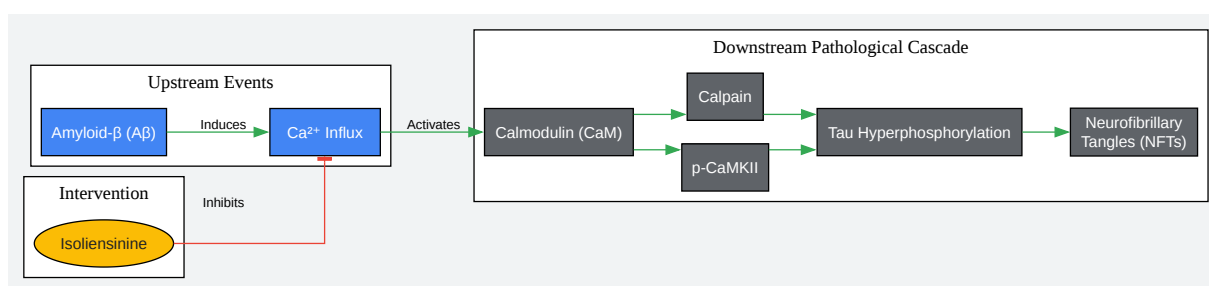 Upstream Events
Amyloid-β (Aβ)
Induces
Ca²⁺ Influx
Activates
Intervention
Isoliensinine
Inhibits
Downstream Pathological Cascade
Calmodulin (CaM)
Calpain
p-CaMKII
Tau Hyperphosphorylation
Neurofibrillary
Tangles (NFTs)